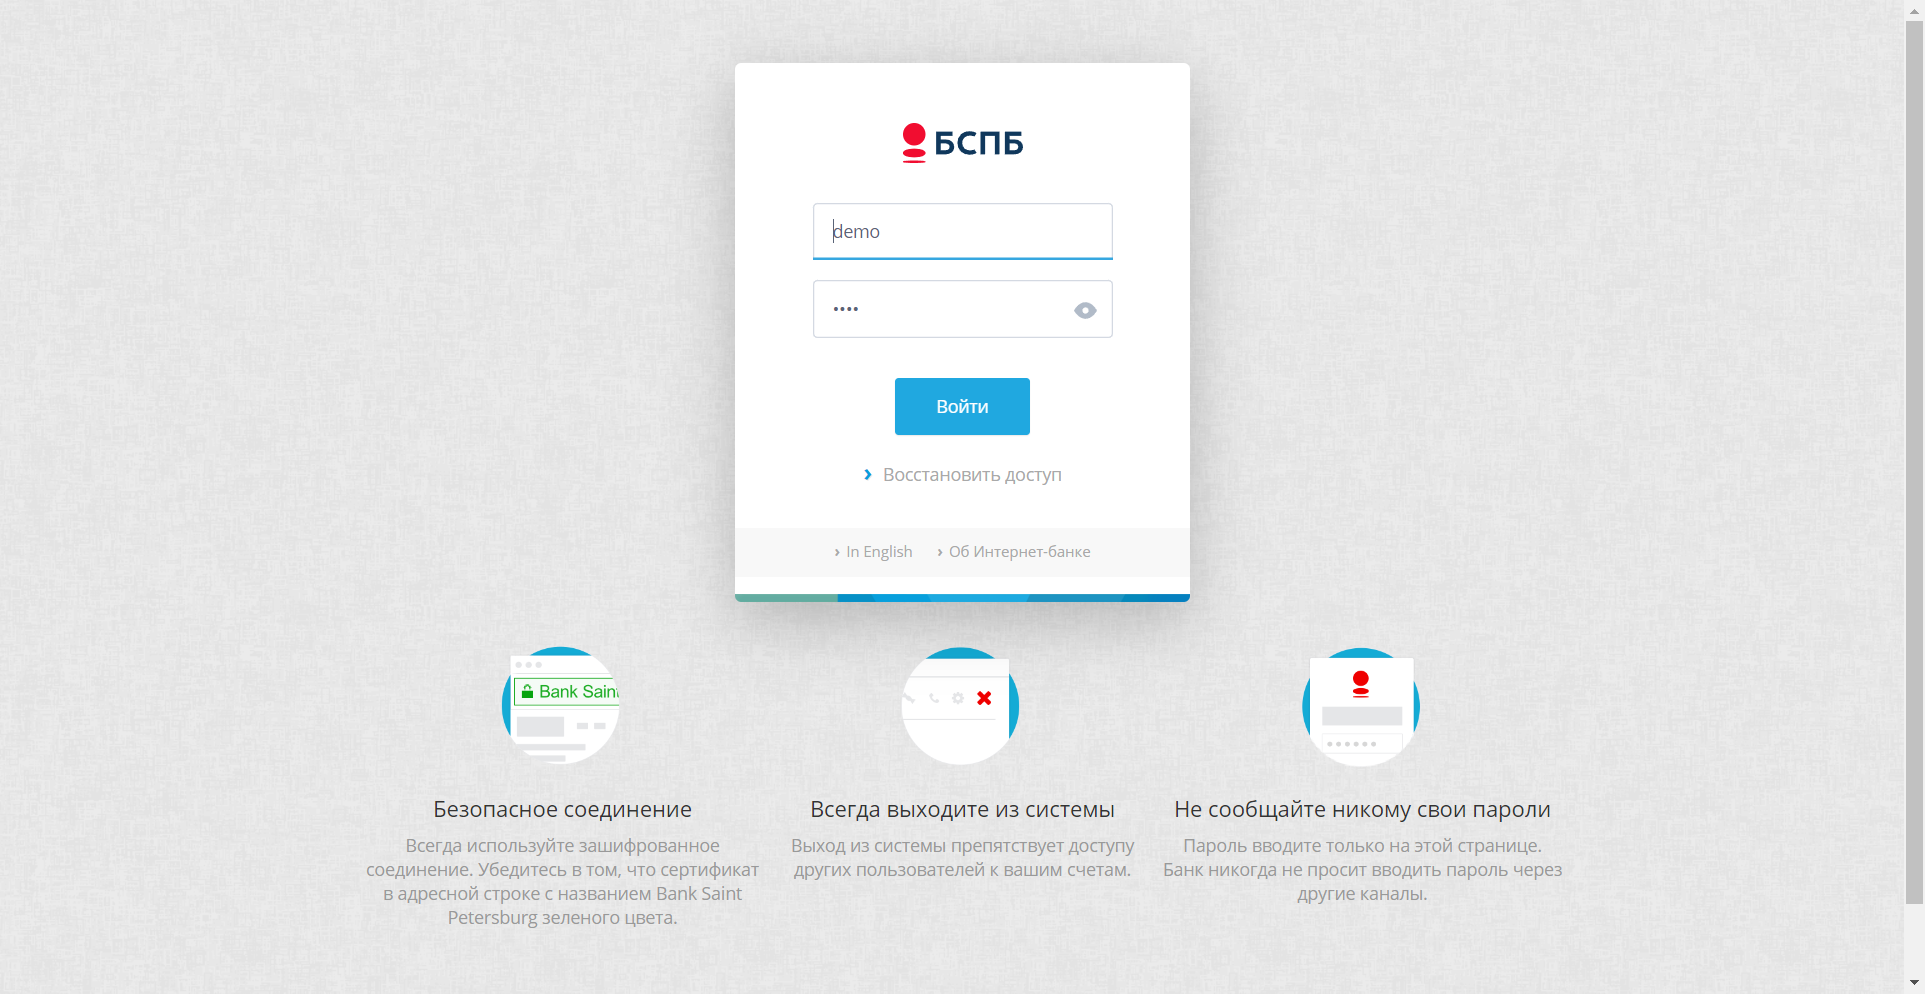 БСПБ
demo
••••
Войти
Восстановить доступ
In English
Об Интернет-банке
Bank Saint
Безопасное соединение
Всегда используйте зашифрованное
соединение. Убедитесь в том, что сертификат
в адресной строке с названием Bank Saint
Petersburg зеленого цвета.
Всегда выходите из системы
Выход из системы препятствует доступу
других пользователей к вашим счетам.
Не сообщайте никому свои пароли
Пароль вводите только на этой странице.
Банк никогда не просит вводить пароль через
другие каналы.